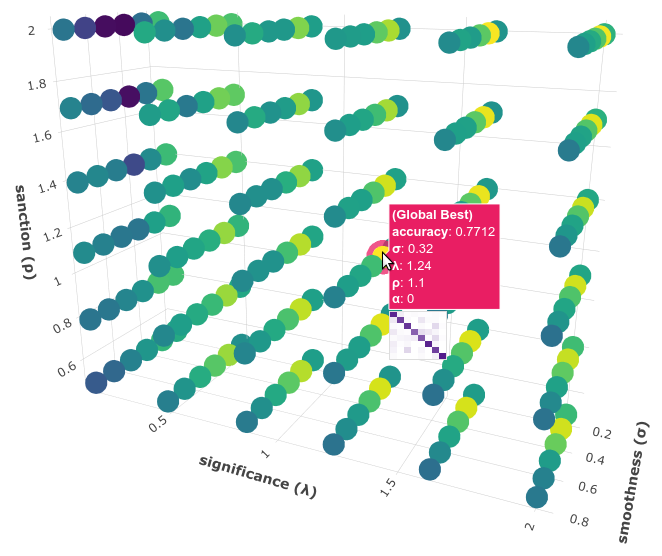 2
1.8
1.6
1.4
1.2
1
0.8
0.6
sanction (ρ)
(Global Best)
accuracy: 0.7712
σ: 0.32
λ: 1.24
ρ: 1.1
α: 0
0.5
1
1.5
2
significance (λ)
0.2
0.4
0.6
0.8
smoothness (σ)